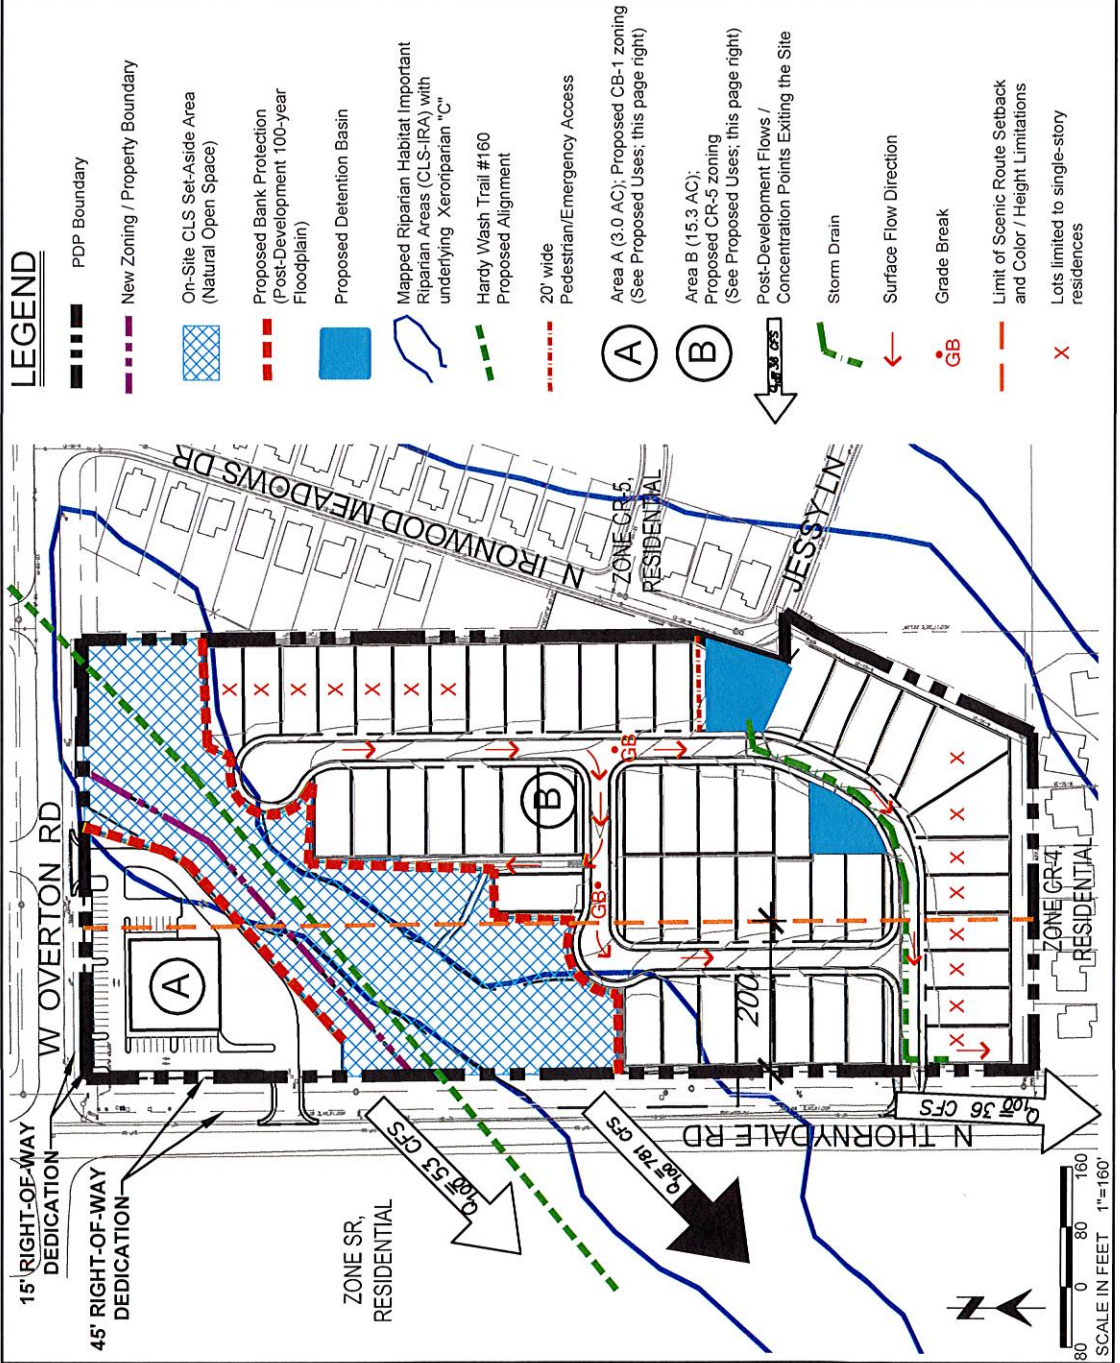 LEGEND
PDP Boundary
New Zoning / Property Boundary
On-Site CLS Set-Aside Area
(Natural Open Space)
Proposed Bank Protection
(Post-Development 100-year
Floodplain)
Proposed Detention Basin
Mapped Riparian Habitat Important
Riparian Areas (CLS-IRA) with
underlying Xeroriparian "C"
Hardy Wash Trail #160
Proposed Alignment
20' wide
Pedestrian/Emergency Access
A
Area A (3.0 AC); Proposed CB-1 zoning
(See Proposed Uses; this page right)
B
Area B (15.3 AC);
Proposed CR-5 zoning
(See Proposed Uses; this page right)
Post-Development Flows /
Concentration Points Exiting the Site
Storm Drain
Surface Flow Direction
GB
Grade Break
Limit of Scenic Route Setback
and Color / Height Limitations
X
Lots limited to single-story
residences
W OVERTON RD
15' RIGHT-OF-WAY
DEDICATION
45' RIGHT-OF-WAY
DEDICATION
A
N IRONWOOD MEADOWS DR
ZONE CR-5,
RESIDENTIAL
JESSY LN
X
X
X
X
X
X
X
B
GB
GB
200'
X
X
X
X
X
X
X
X
ZONE CR-4,
RESIDENTIAL
ZONE SR,
RESIDENTIAL
Q100=53 CFS
Q100=781 CFS
Q100=36 CFS
N THORNYDALE RD
N
80 0 80 160
SCALE IN FEET 1"=160'